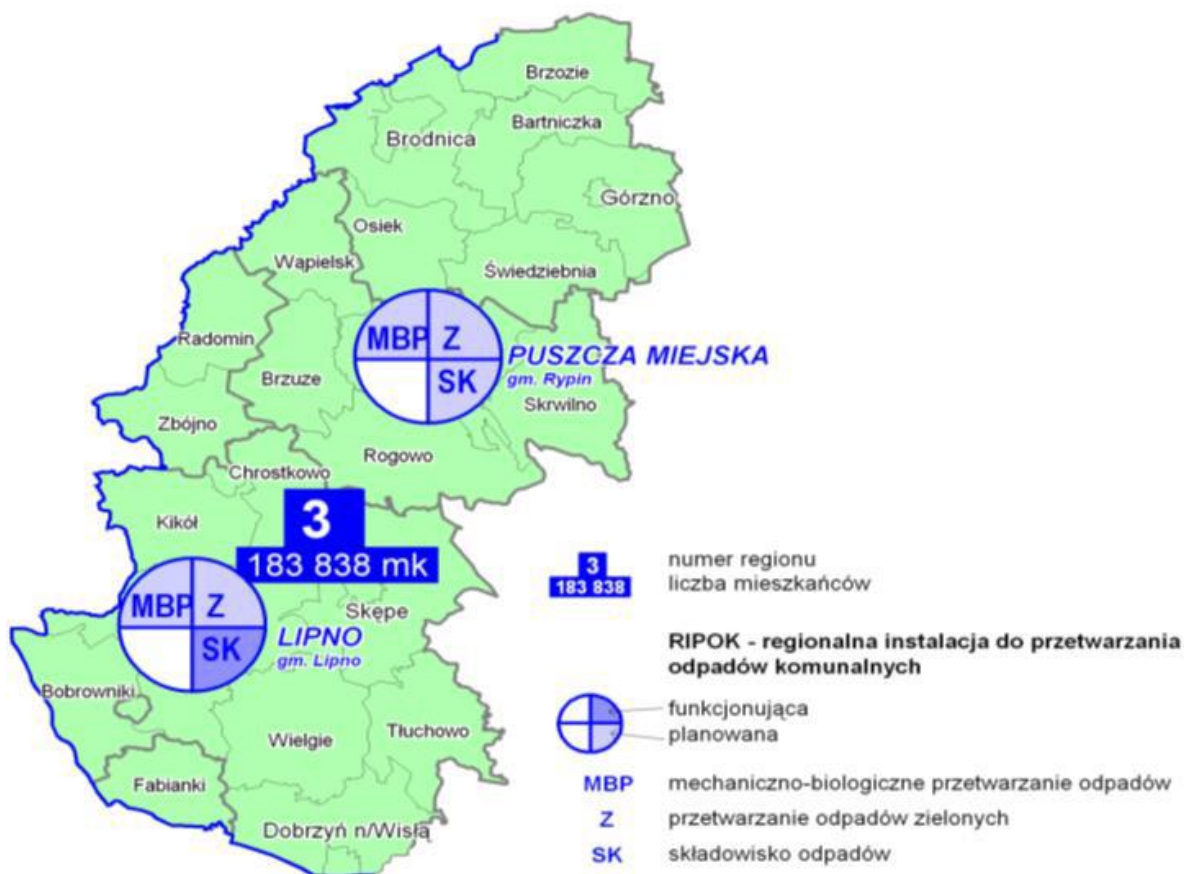 Brzozie
Bartniczka
Brodnica
Górzno
Osiek
Wąpielsk
Świedziebnia
Radomin
MBP Z
SK
PUSZCZA MIEJSKA
gm. Rypin
Brzuze
Skrwilno
Zbójno
Rogowo
Chrostkowo
Kikół
3
183 838 mk
MBP Z
SK
Skępe
LIPNO
gm. Lipno
Bobrowniki
Wielgie
Tłuchowo
Fabianki
Dobrzyń n/Wisłą
3
183 838
numer regionu
liczba mieszkańców
RIPOK - regionalna instalacja do przetwarzania
odpadów komunalnych
funkcjonująca
planowana
MBP mechaniczno-biologiczne przetwarzanie odpadów
Z przetwarzanie odpadów zielonych
SK składowisko odpadów